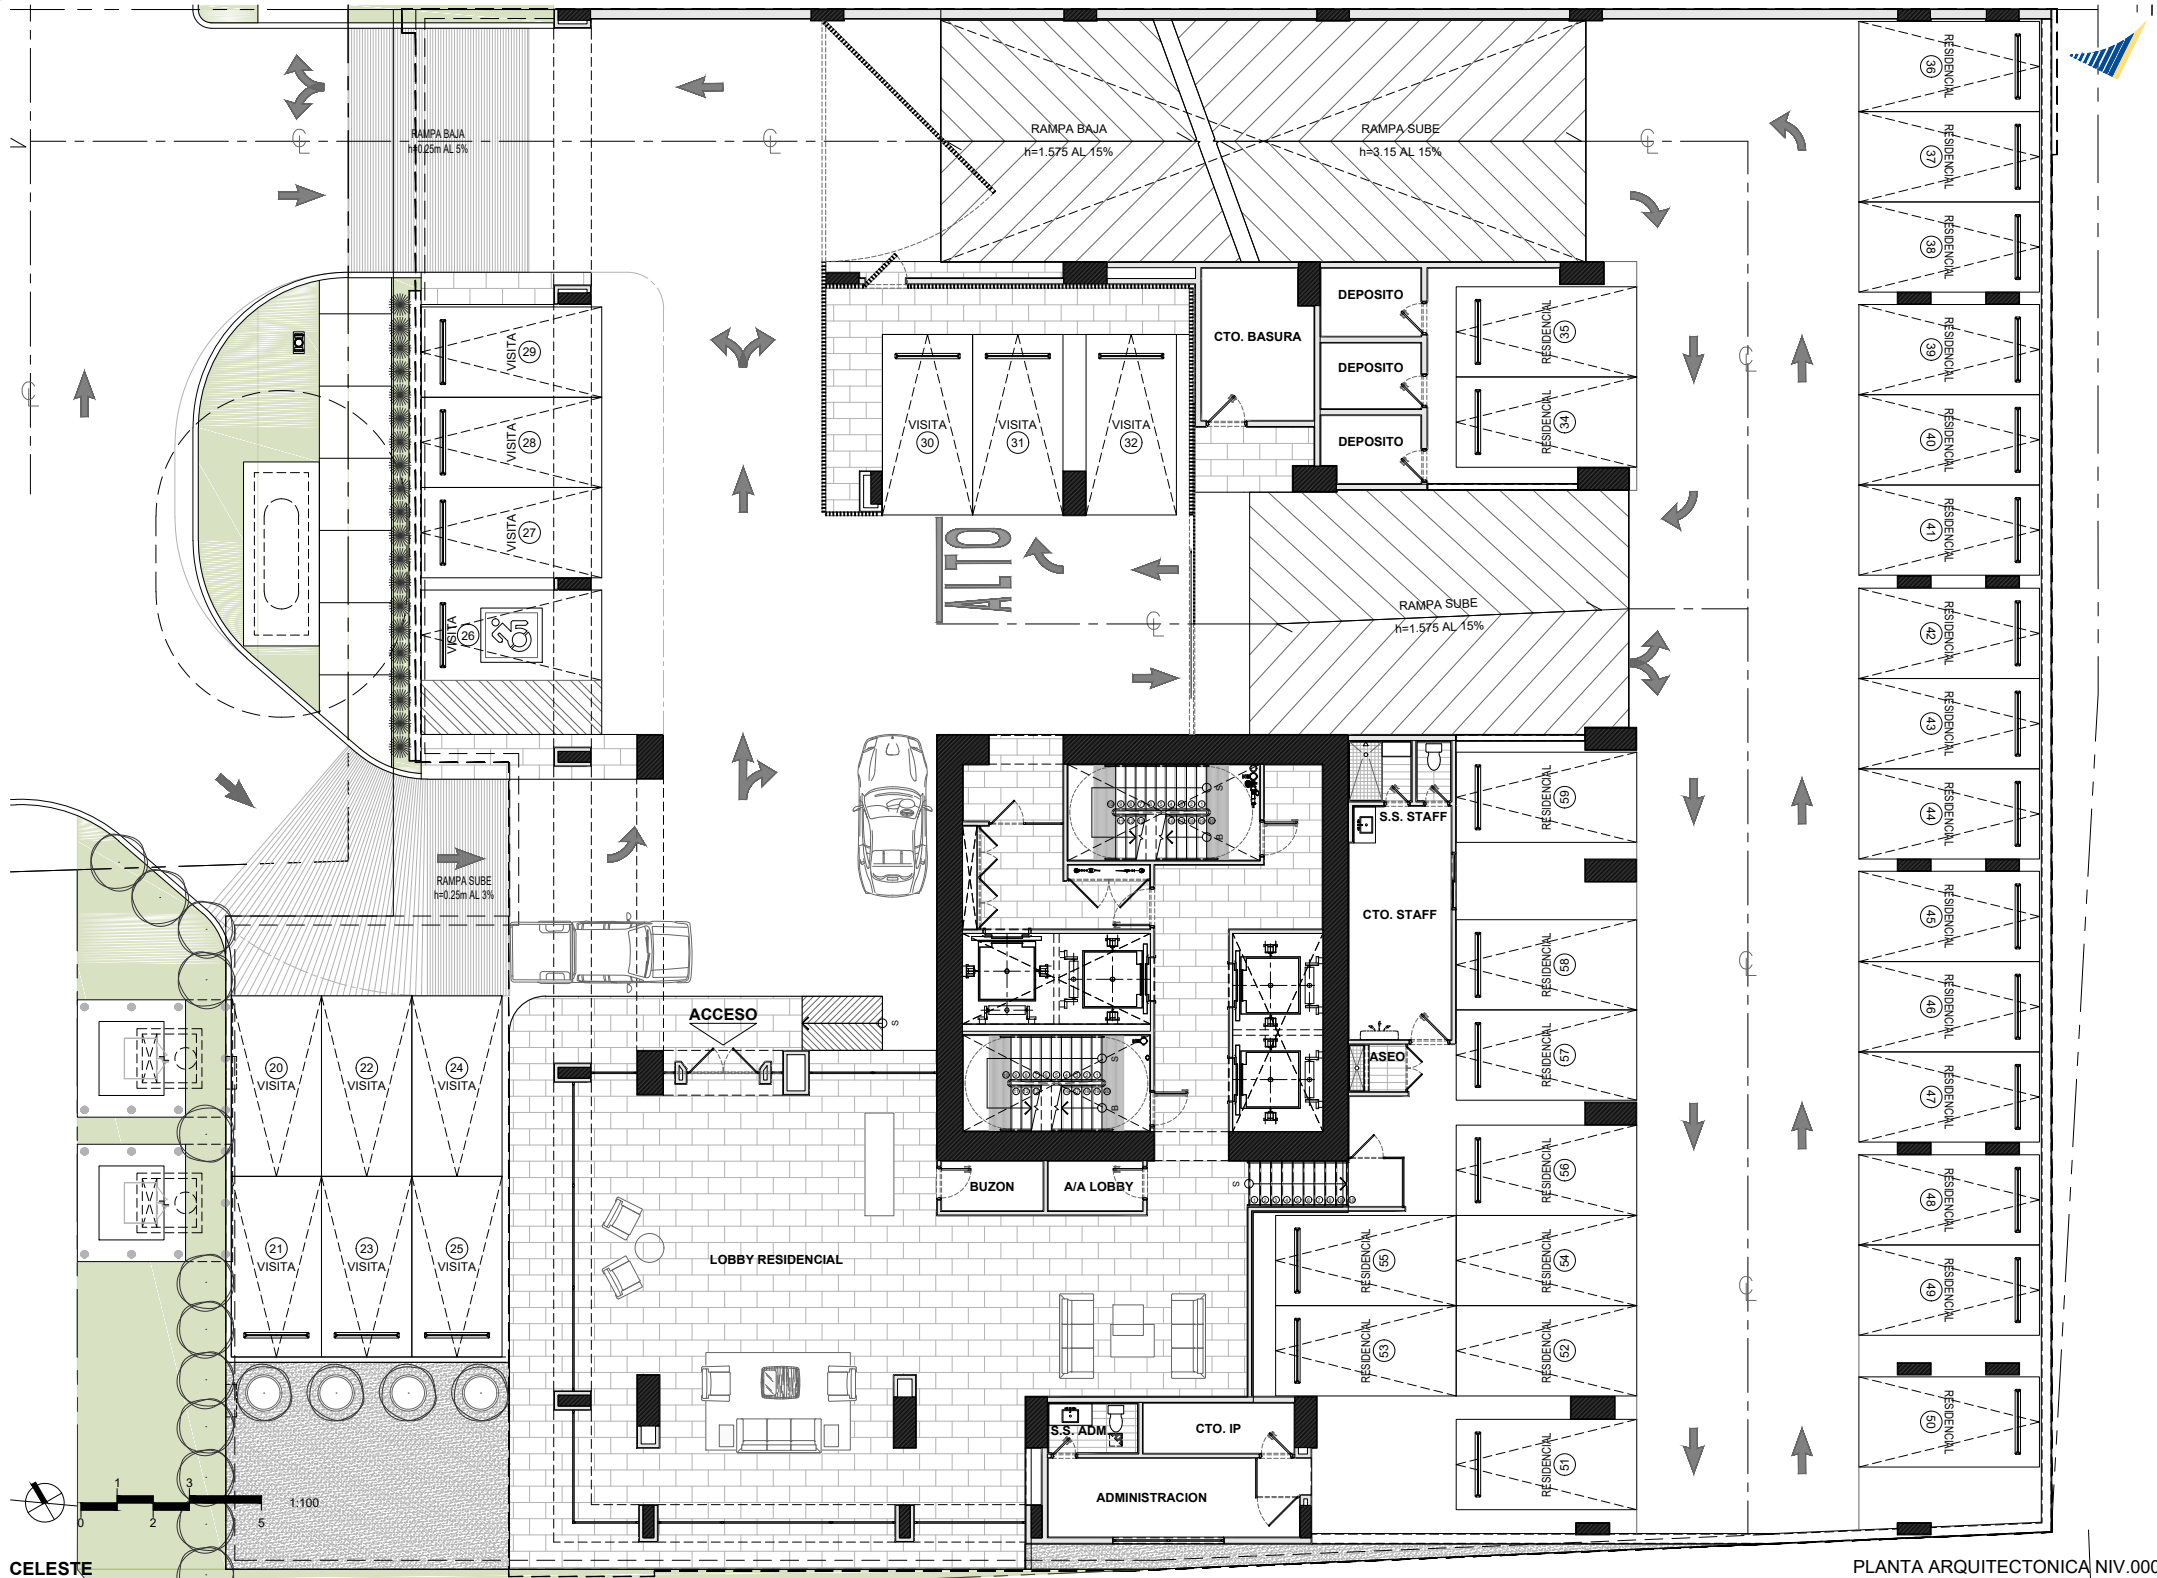 RAMPA BAJA
h=0.25m AL 5%
RAMPA BAJA
h=1.575 AL 15%
RAMPA SUBE
h=3.15 AL 15%
RESIDENCIAL
36
RESIDENCIAL
37
RESIDENCIAL
38
RESIDENCIAL
39
RESIDENCIAL
40
RESIDENCIAL
41
RESIDENCIAL
42
RESIDENCIAL
43
RESIDENCIAL
44
RESIDENCIAL
45
RESIDENCIAL
46
RESIDENCIAL
47
RESIDENCIAL
48
RESIDENCIAL
49
RESIDENCIAL
50
VISITA
29
VISITA
28
VISITA
27
VISITA
26
VISITA
30
VISITA
31
VISITA
32
CTO. BASURA
DEPOSITO
DEPOSITO
DEPOSITO
RESIDENCIAL
35
RESIDENCIAL
34
ALTO
RAMPA SUBE
h=1.575 AL 15%
RAMPA SUBE
h=0.25m AL 3%
S
B
S.S. STAFF
CTO. STAFF
ASEO
RESIDENCIAL
59
RESIDENCIAL
58
RESIDENCIAL
57
RESIDENCIAL
56
RESIDENCIAL
55
RESIDENCIAL
54
RESIDENCIAL
53
RESIDENCIAL
52
RESIDENCIAL
51
ACCESO
S
S
B
20
VISITA
22
VISITA
24
VISITA
21
VISITA
23
VISITA
25
VISITA
BUZON
A/A LOBBY
S
LOBBY RESIDENCIAL
S.S. ADM.
CTO. IP
ADMINISTRACION
1
3
0
2
5
1:100
CELESTE
PLANTA ARQUITECTONICA NIV.000